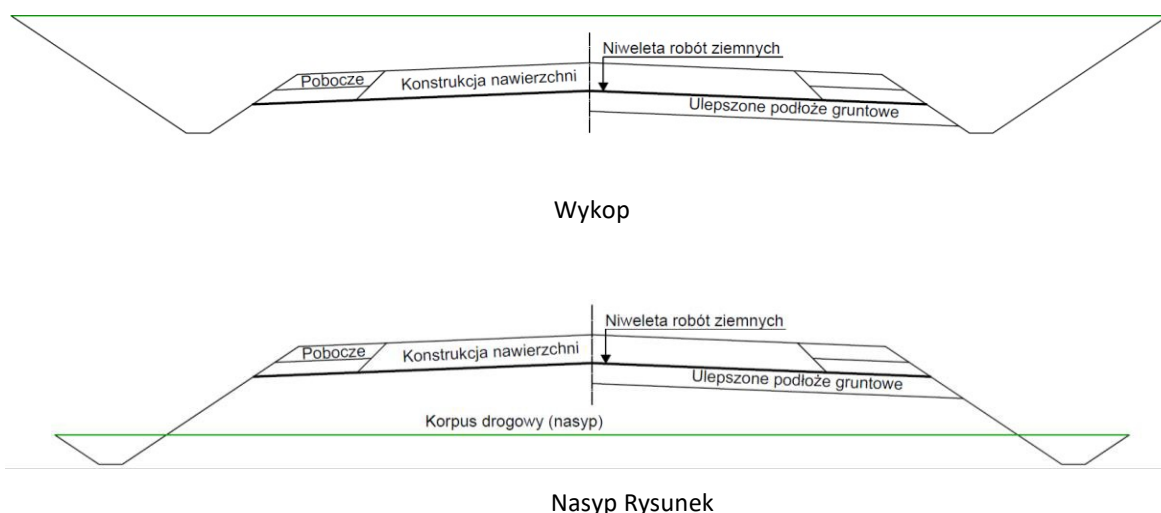 Niweleta robót ziemnych
Pobocze
Konstrukcja nawierzchni
Ulepszone podłoże gruntowe
Wykop
Niweleta robót ziemnych
Pobocze
Konstrukcja nawierzchni
Ulepszone podłoże gruntowe
Korpus drogowy (nasyp)
Nasyp Rysunek